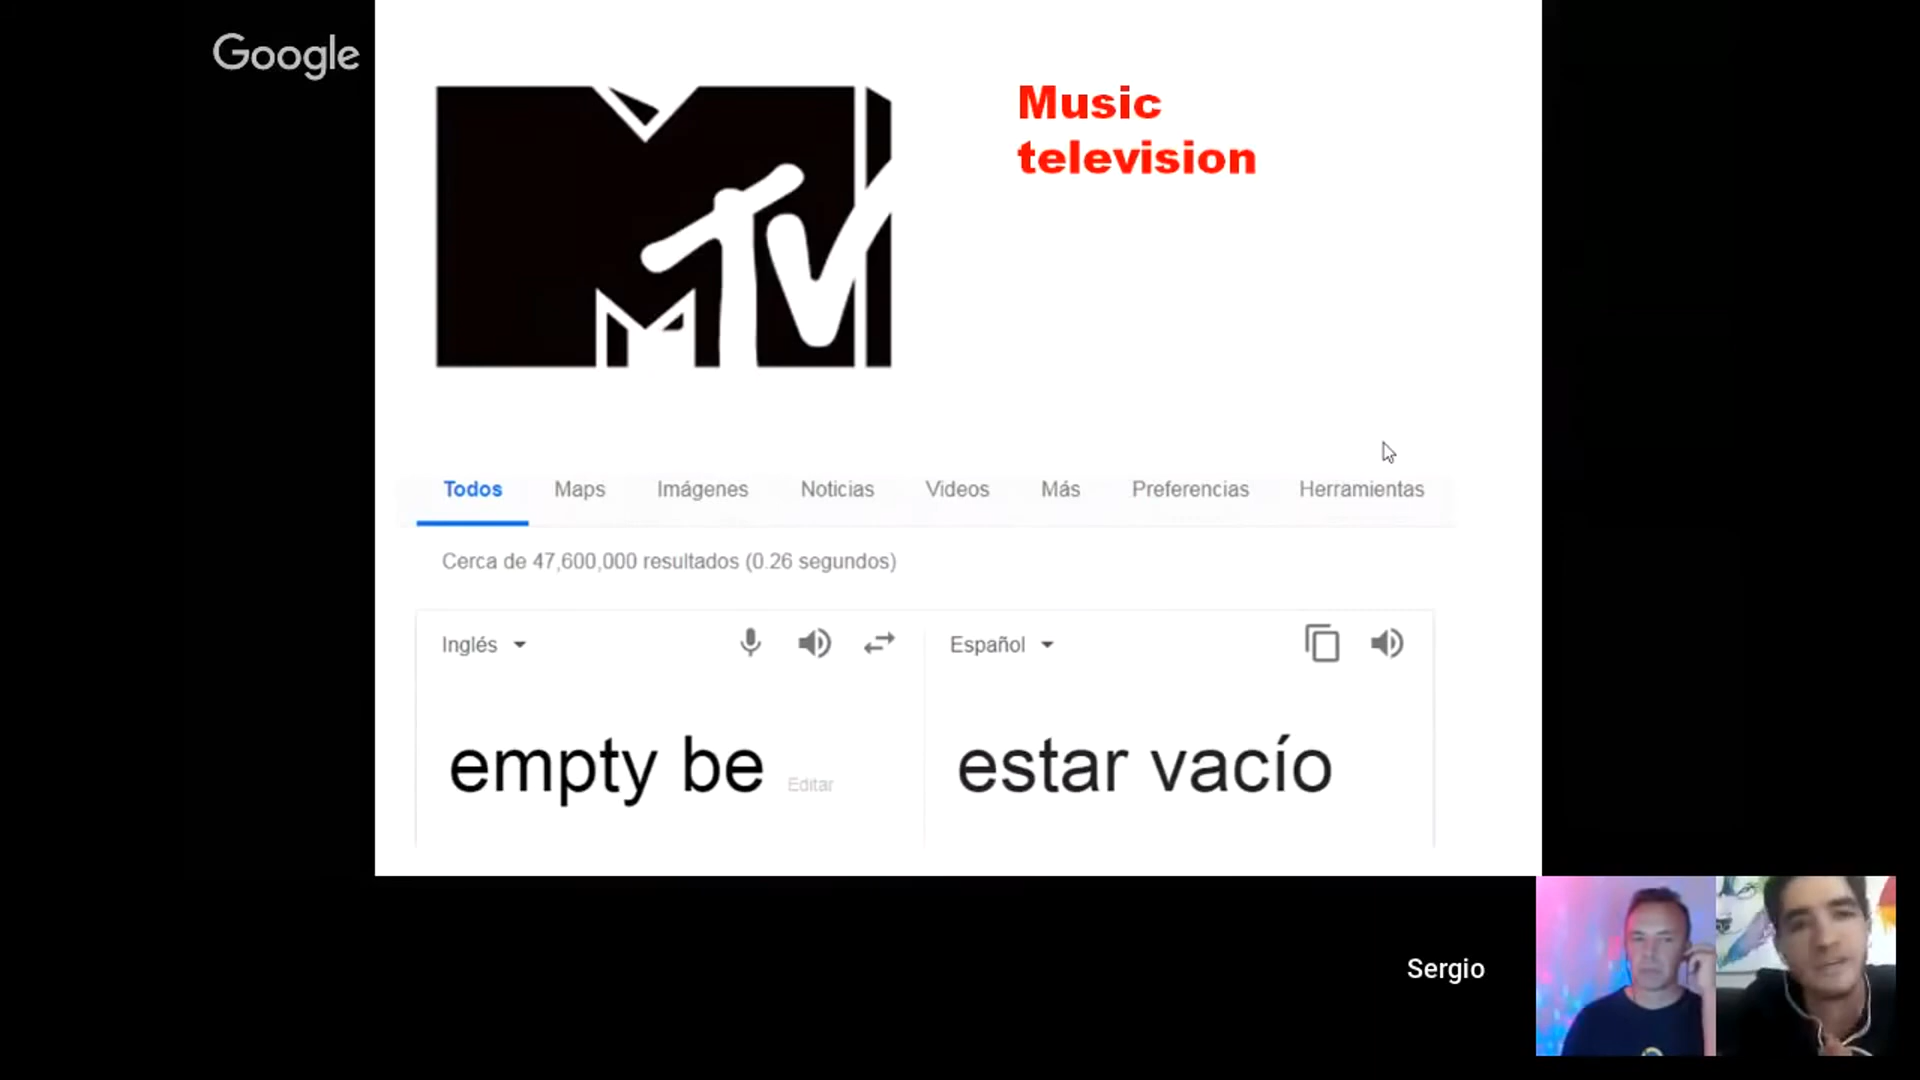 Google
MTV
Music
television
Todos Maps Imágenes Noticias Videos Más Preferencias Herramientas
Cerca de 47,600,000 resultados (0.26 segundos)
Inglés Español
empty be Editar estar vacío
Sergio